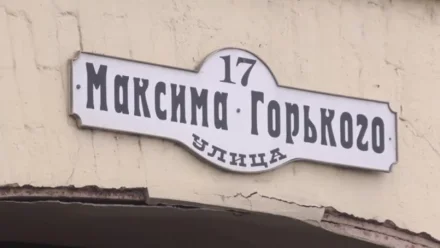 17
Максима Горького
улица